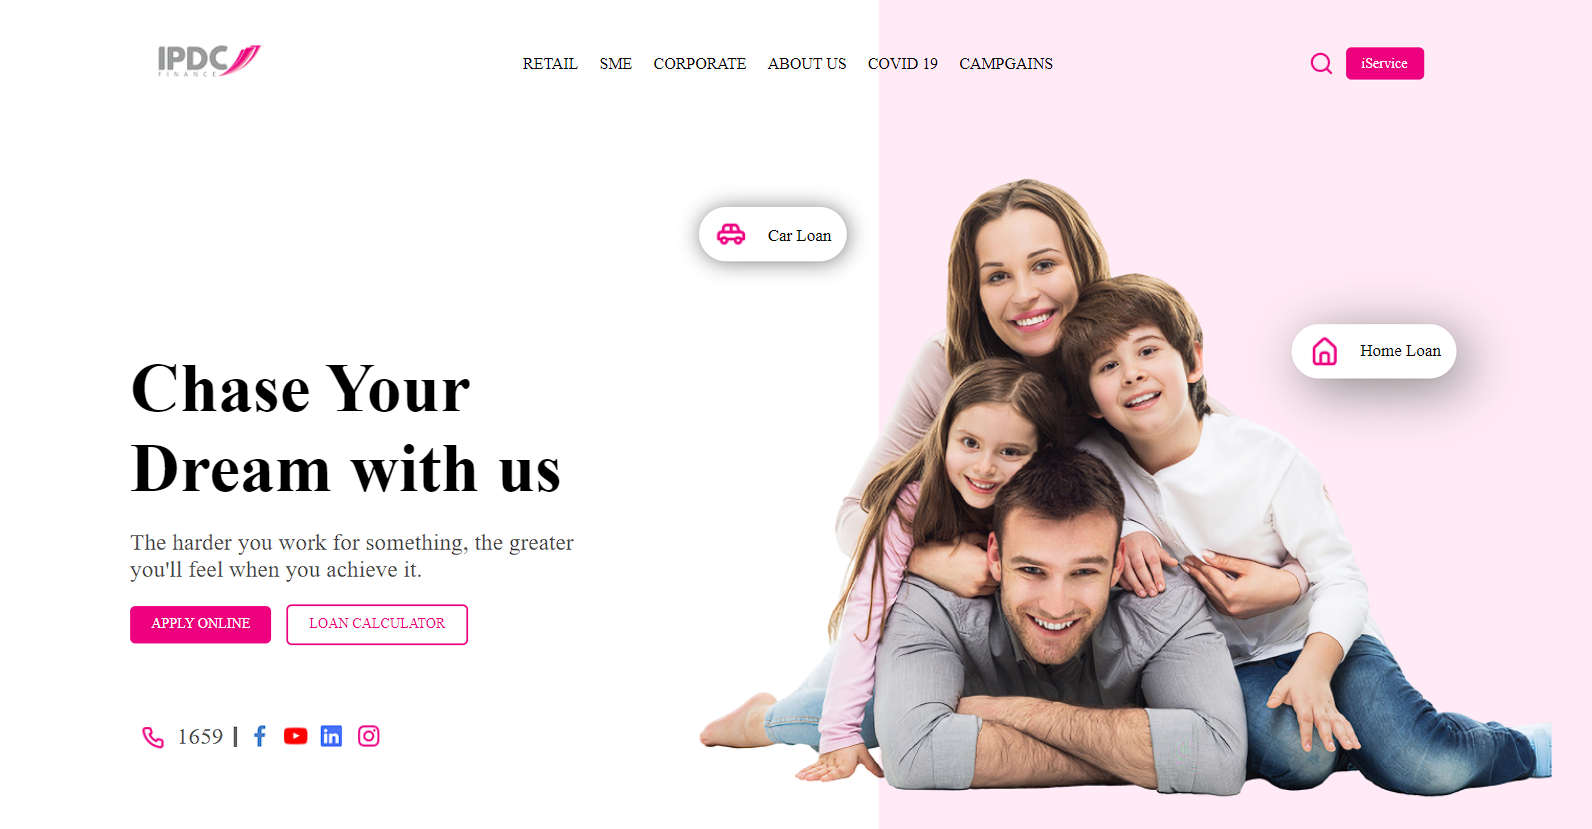 IPDC
FINANCE
RETAIL SME CORPORATE ABOUT US COVID 19 CAMPGAINS
iService
Car Loan
Home Loan
Chase Your
Dream with us
The harder you work for something, the greater
you'll feel when you achieve it.
APPLY ONLINE LOAN CALCULATOR
1659 |